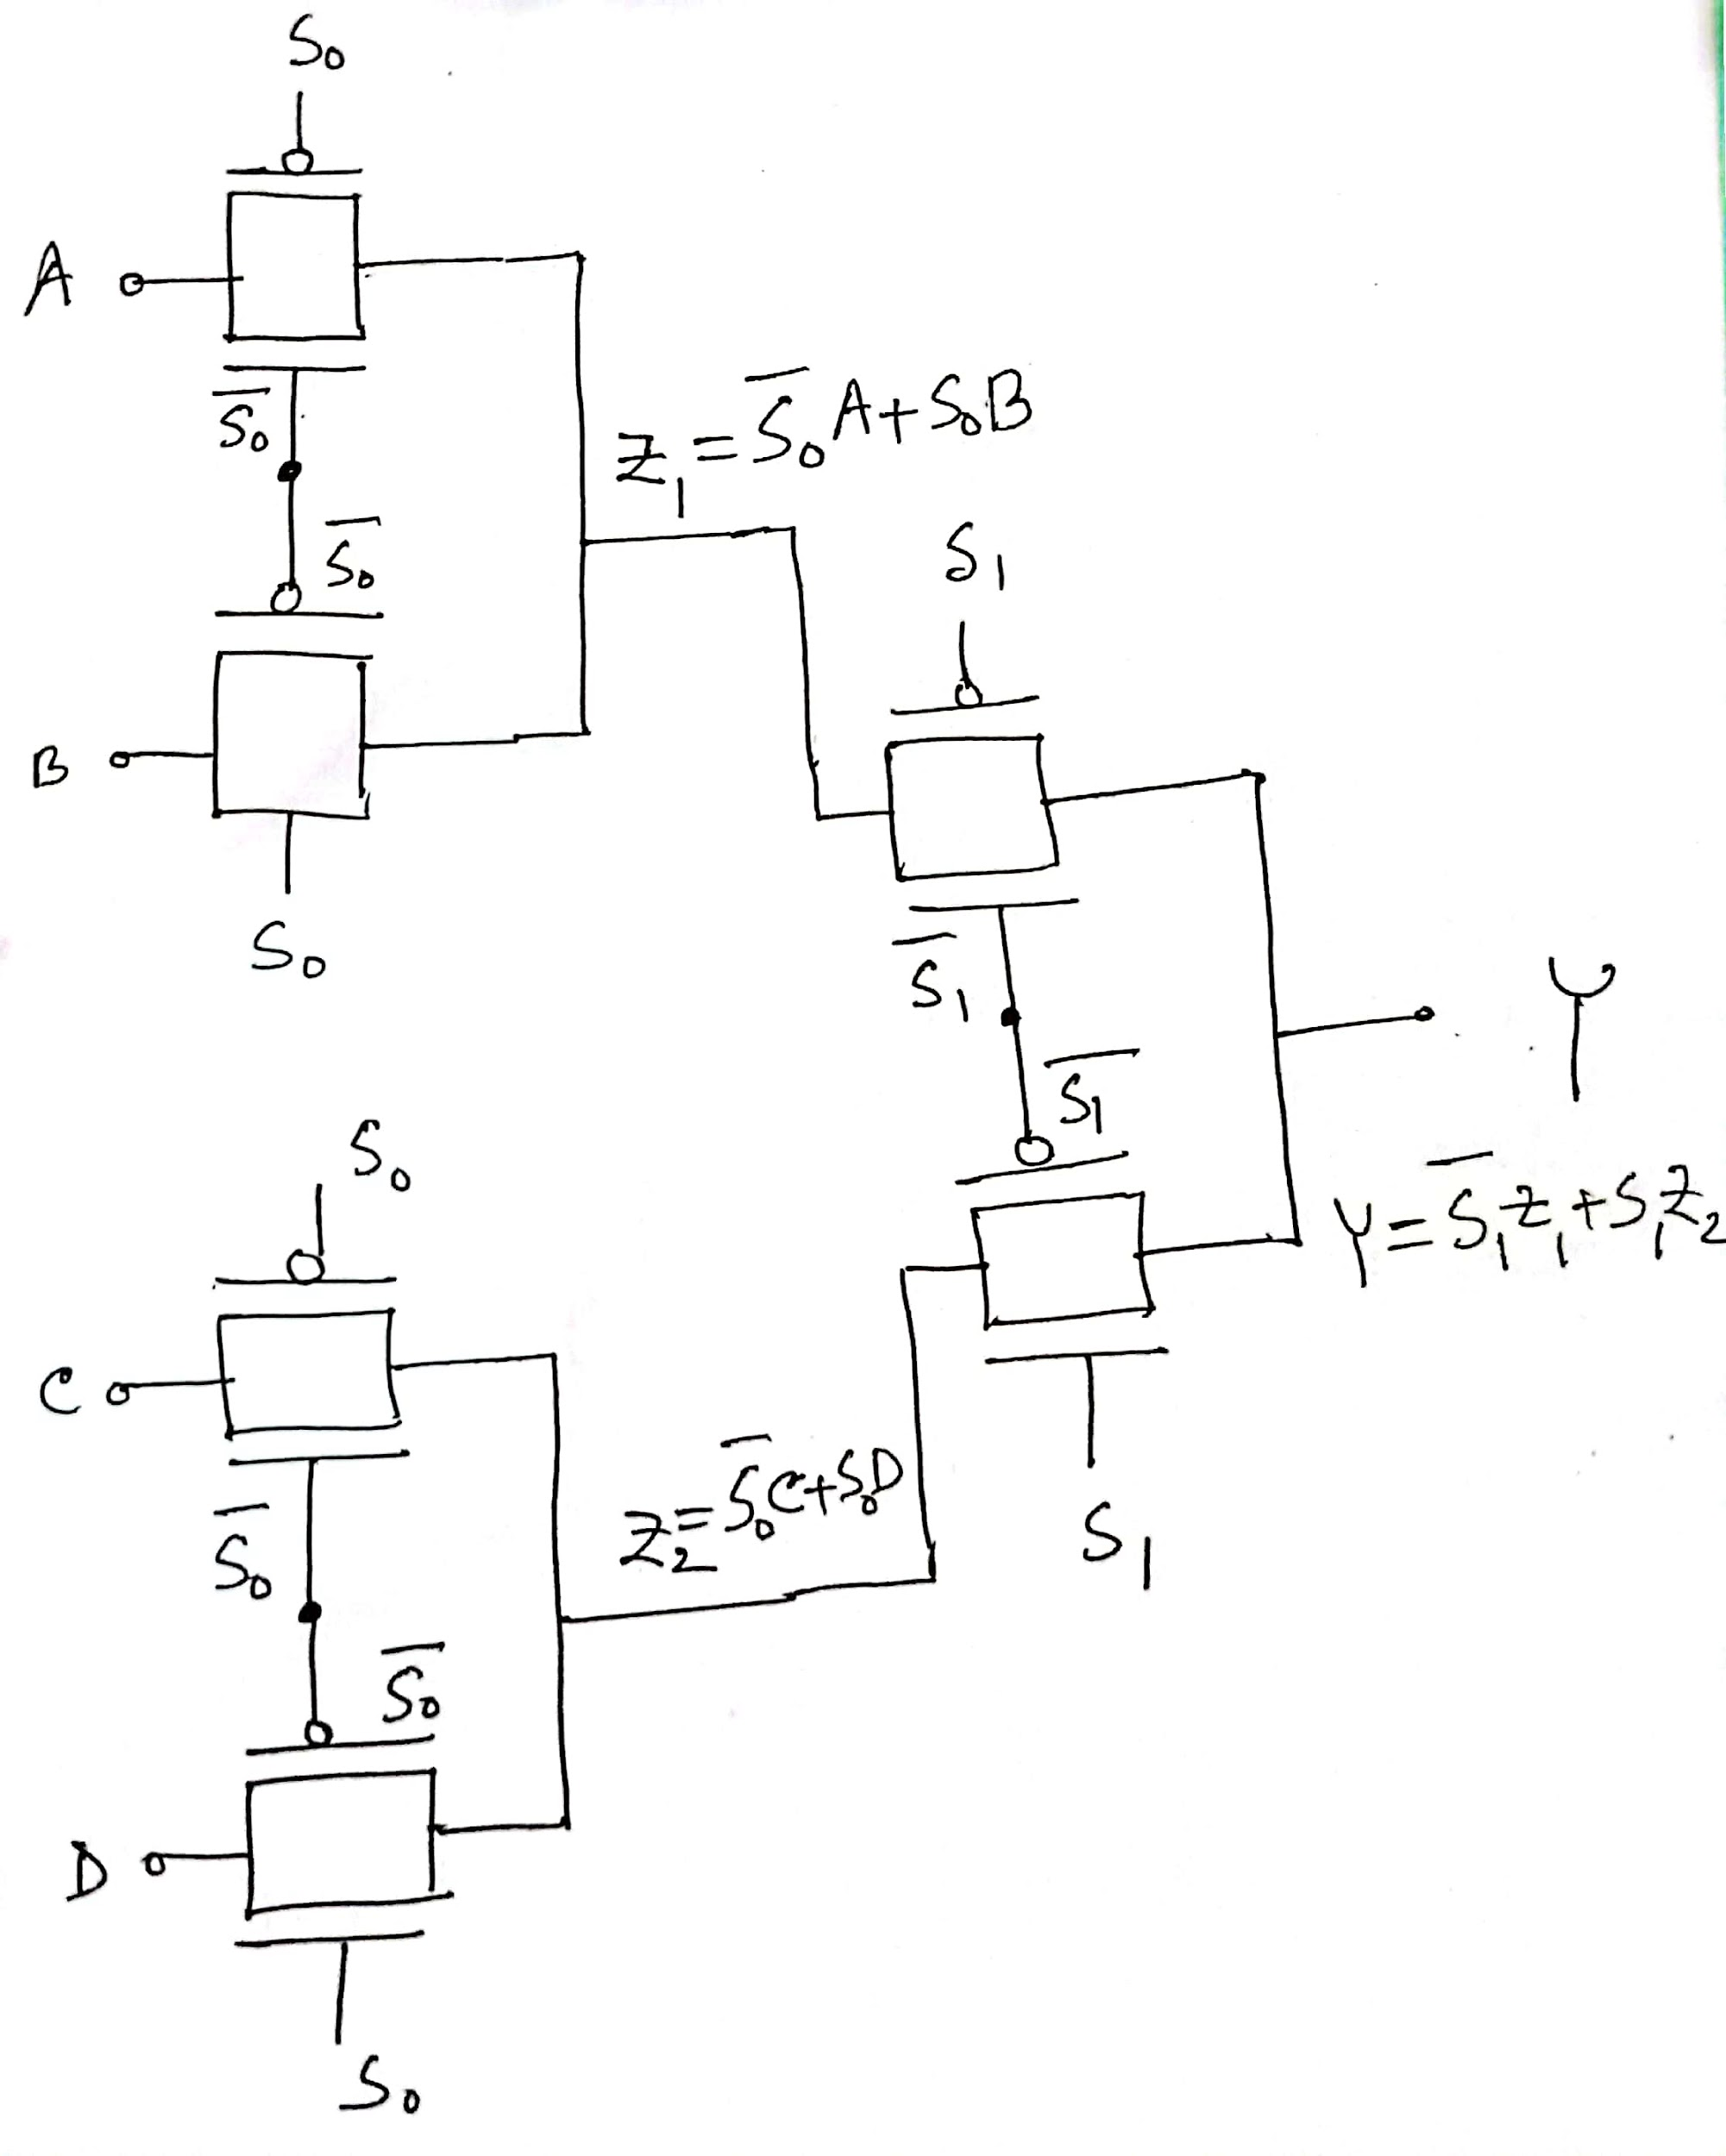 S₀
A
S̅₀
Z₁ = S̅₀A + S₀B
S̅₀
S₁
B
S₀
S̅₁
Y
S̅₁
S₀
Y = S̅₁Z₁ + S₁Z₂
C
Z₂ = S̅₀C + S₀D
S̅₀
S₁
S̅₀
D
S₀